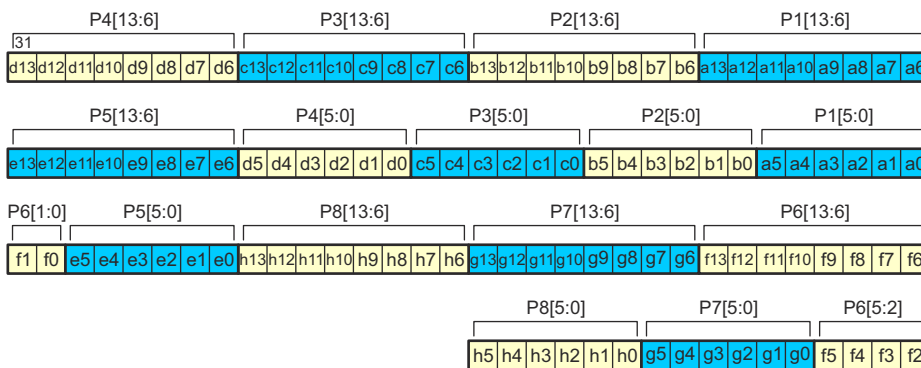 P4[13:6] P3[13:6] P2[13:6] P1[13:6]
31
d13 d12 d11 d10 d9 d8 d7 d6 c13 c12 c11 c10 c9 c8 c7 c6 b13 b12 b11 b10 b9 b8 b7 b6 a13 a12 a11 a10 a9 a8 a7 a6
P5[13:6] P4[5:0] P3[5:0] P2[5:0] P1[5:0]
e13 e12 e11 e10 e9 e8 e7 e6 d5 d4 d3 d2 d1 d0 c5 c4 c3 c2 c1 c0 b5 b4 b3 b2 b1 b0 a5 a4 a3 a2 a1 a0
P6[1:0] P5[5:0] P8[13:6] P7[13:6] P6[13:6]
f1 f0 e5 e4 e3 e2 e1 e0 h13 h12 h11 h10 h9 h8 h7 h6 g13 g12 g11 g10 g9 g8 g7 g6 f13 f12 f11 f10 f9 f8 f7 f6
P8[5:0] P7[5:0] P6[5:2]
h5 h4 h3 h2 h1 h0 g5 g4 g3 g2 g1 g0 f5 f4 f3 f2